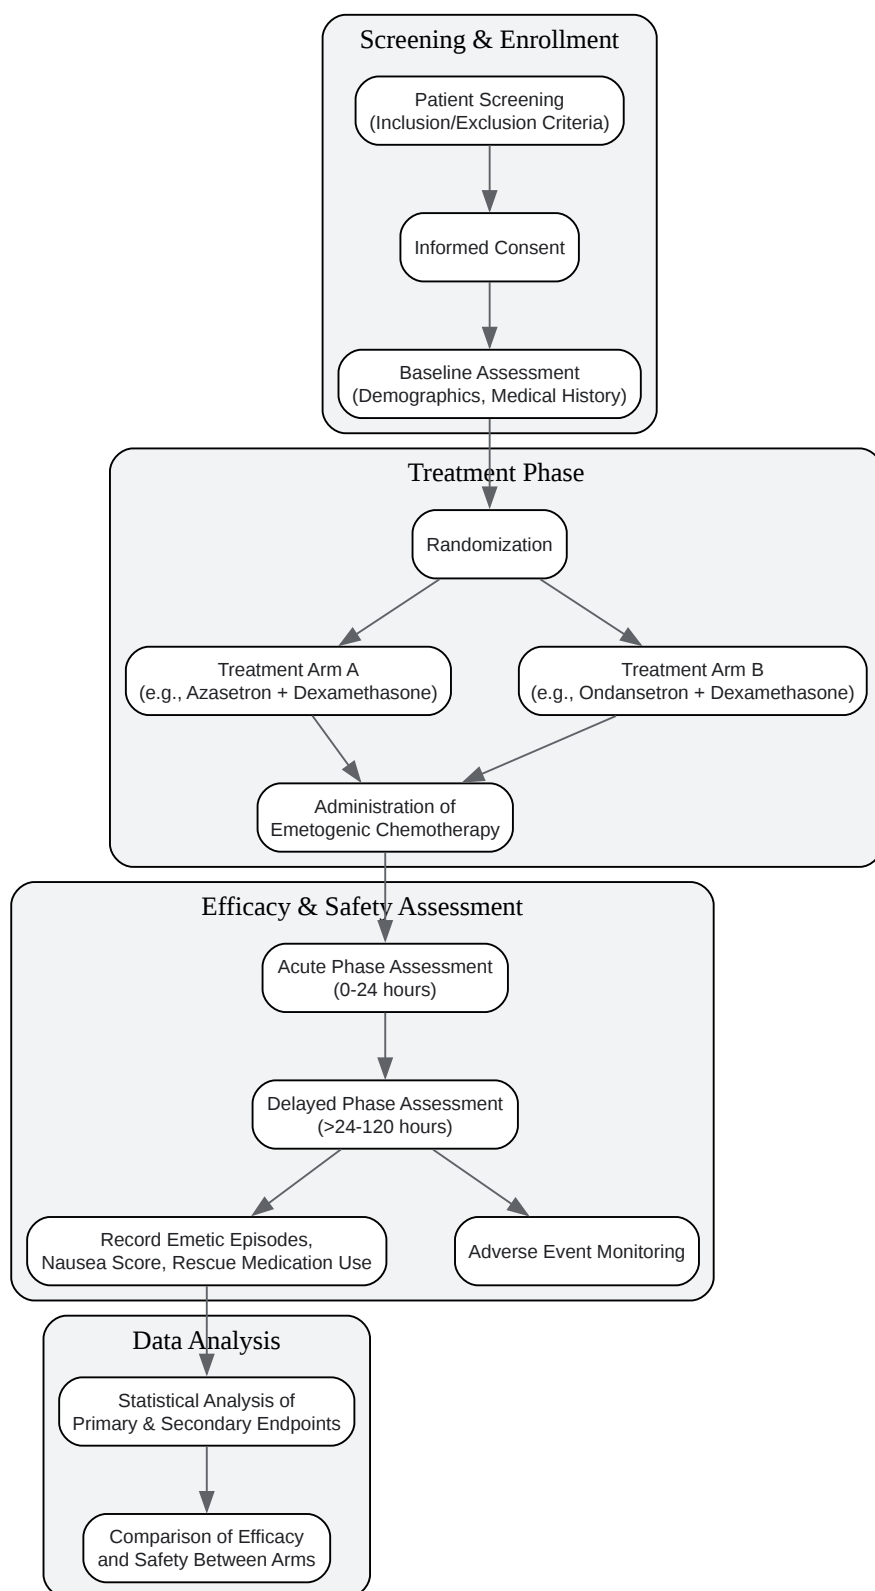 Screening & Enrollment
Patient Screening
(Inclusion/Exclusion Criteria)
Informed Consent
Baseline Assessment
(Demographics, Medical History)
Treatment Phase
Randomization
Treatment Arm A
(e.g., Azasetron + Dexamethasone)
Treatment Arm B
(e.g., Ondansetron + Dexamethasone)
Administration of
Emetogenic Chemotherapy
Efficacy & Safety Assessment
Acute Phase Assessment
(0-24 hours)
Delayed Phase Assessment
(>24-120 hours)
Record Emetic Episodes,
Nausea Score, Rescue Medication Use
Adverse Event Monitoring
Data Analysis
Statistical Analysis of
Primary & Secondary Endpoints
Comparison of Efficacy
and Safety Between Arms